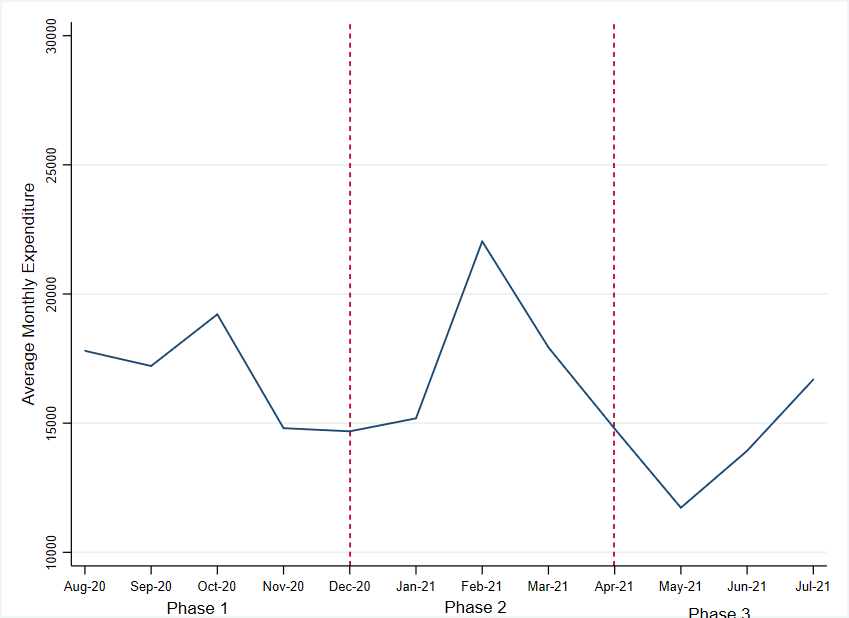 30000
25000
20000
15000
10000
Average Monthly Expenditure
Aug-20 Sep-20 Oct-20 Nov-20 Dec-20 Jan-21 Feb-21 Mar-21 Apr-21 May-21 Jun-21 Jul-21
Phase 1 Phase 2 Phase 3